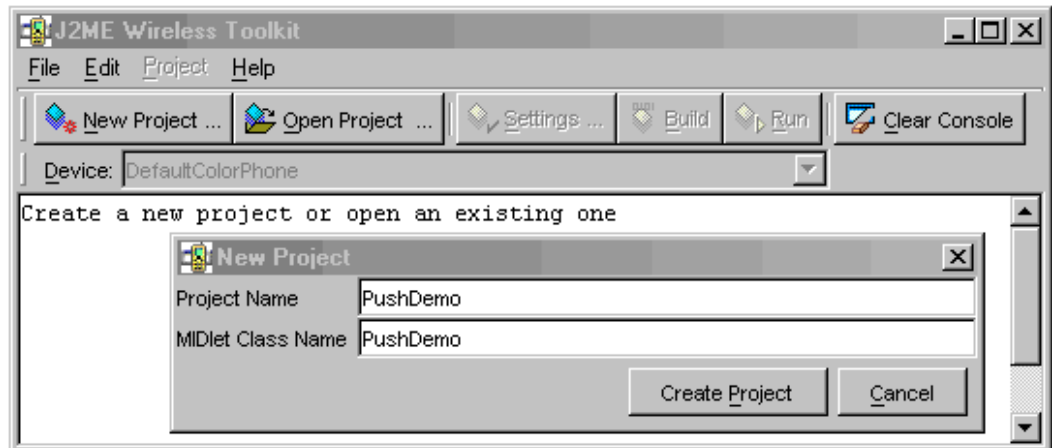 J2ME Wireless Toolkit
File Edit Project Help
New Project ... Open Project ... Settings ... Build Run Clear Console
Device: DefaultColorPhone
Create a new project or open an existing one
New Project
Project Name PushDemo
MIDlet Class Name PushDemo
Create Project Cancel